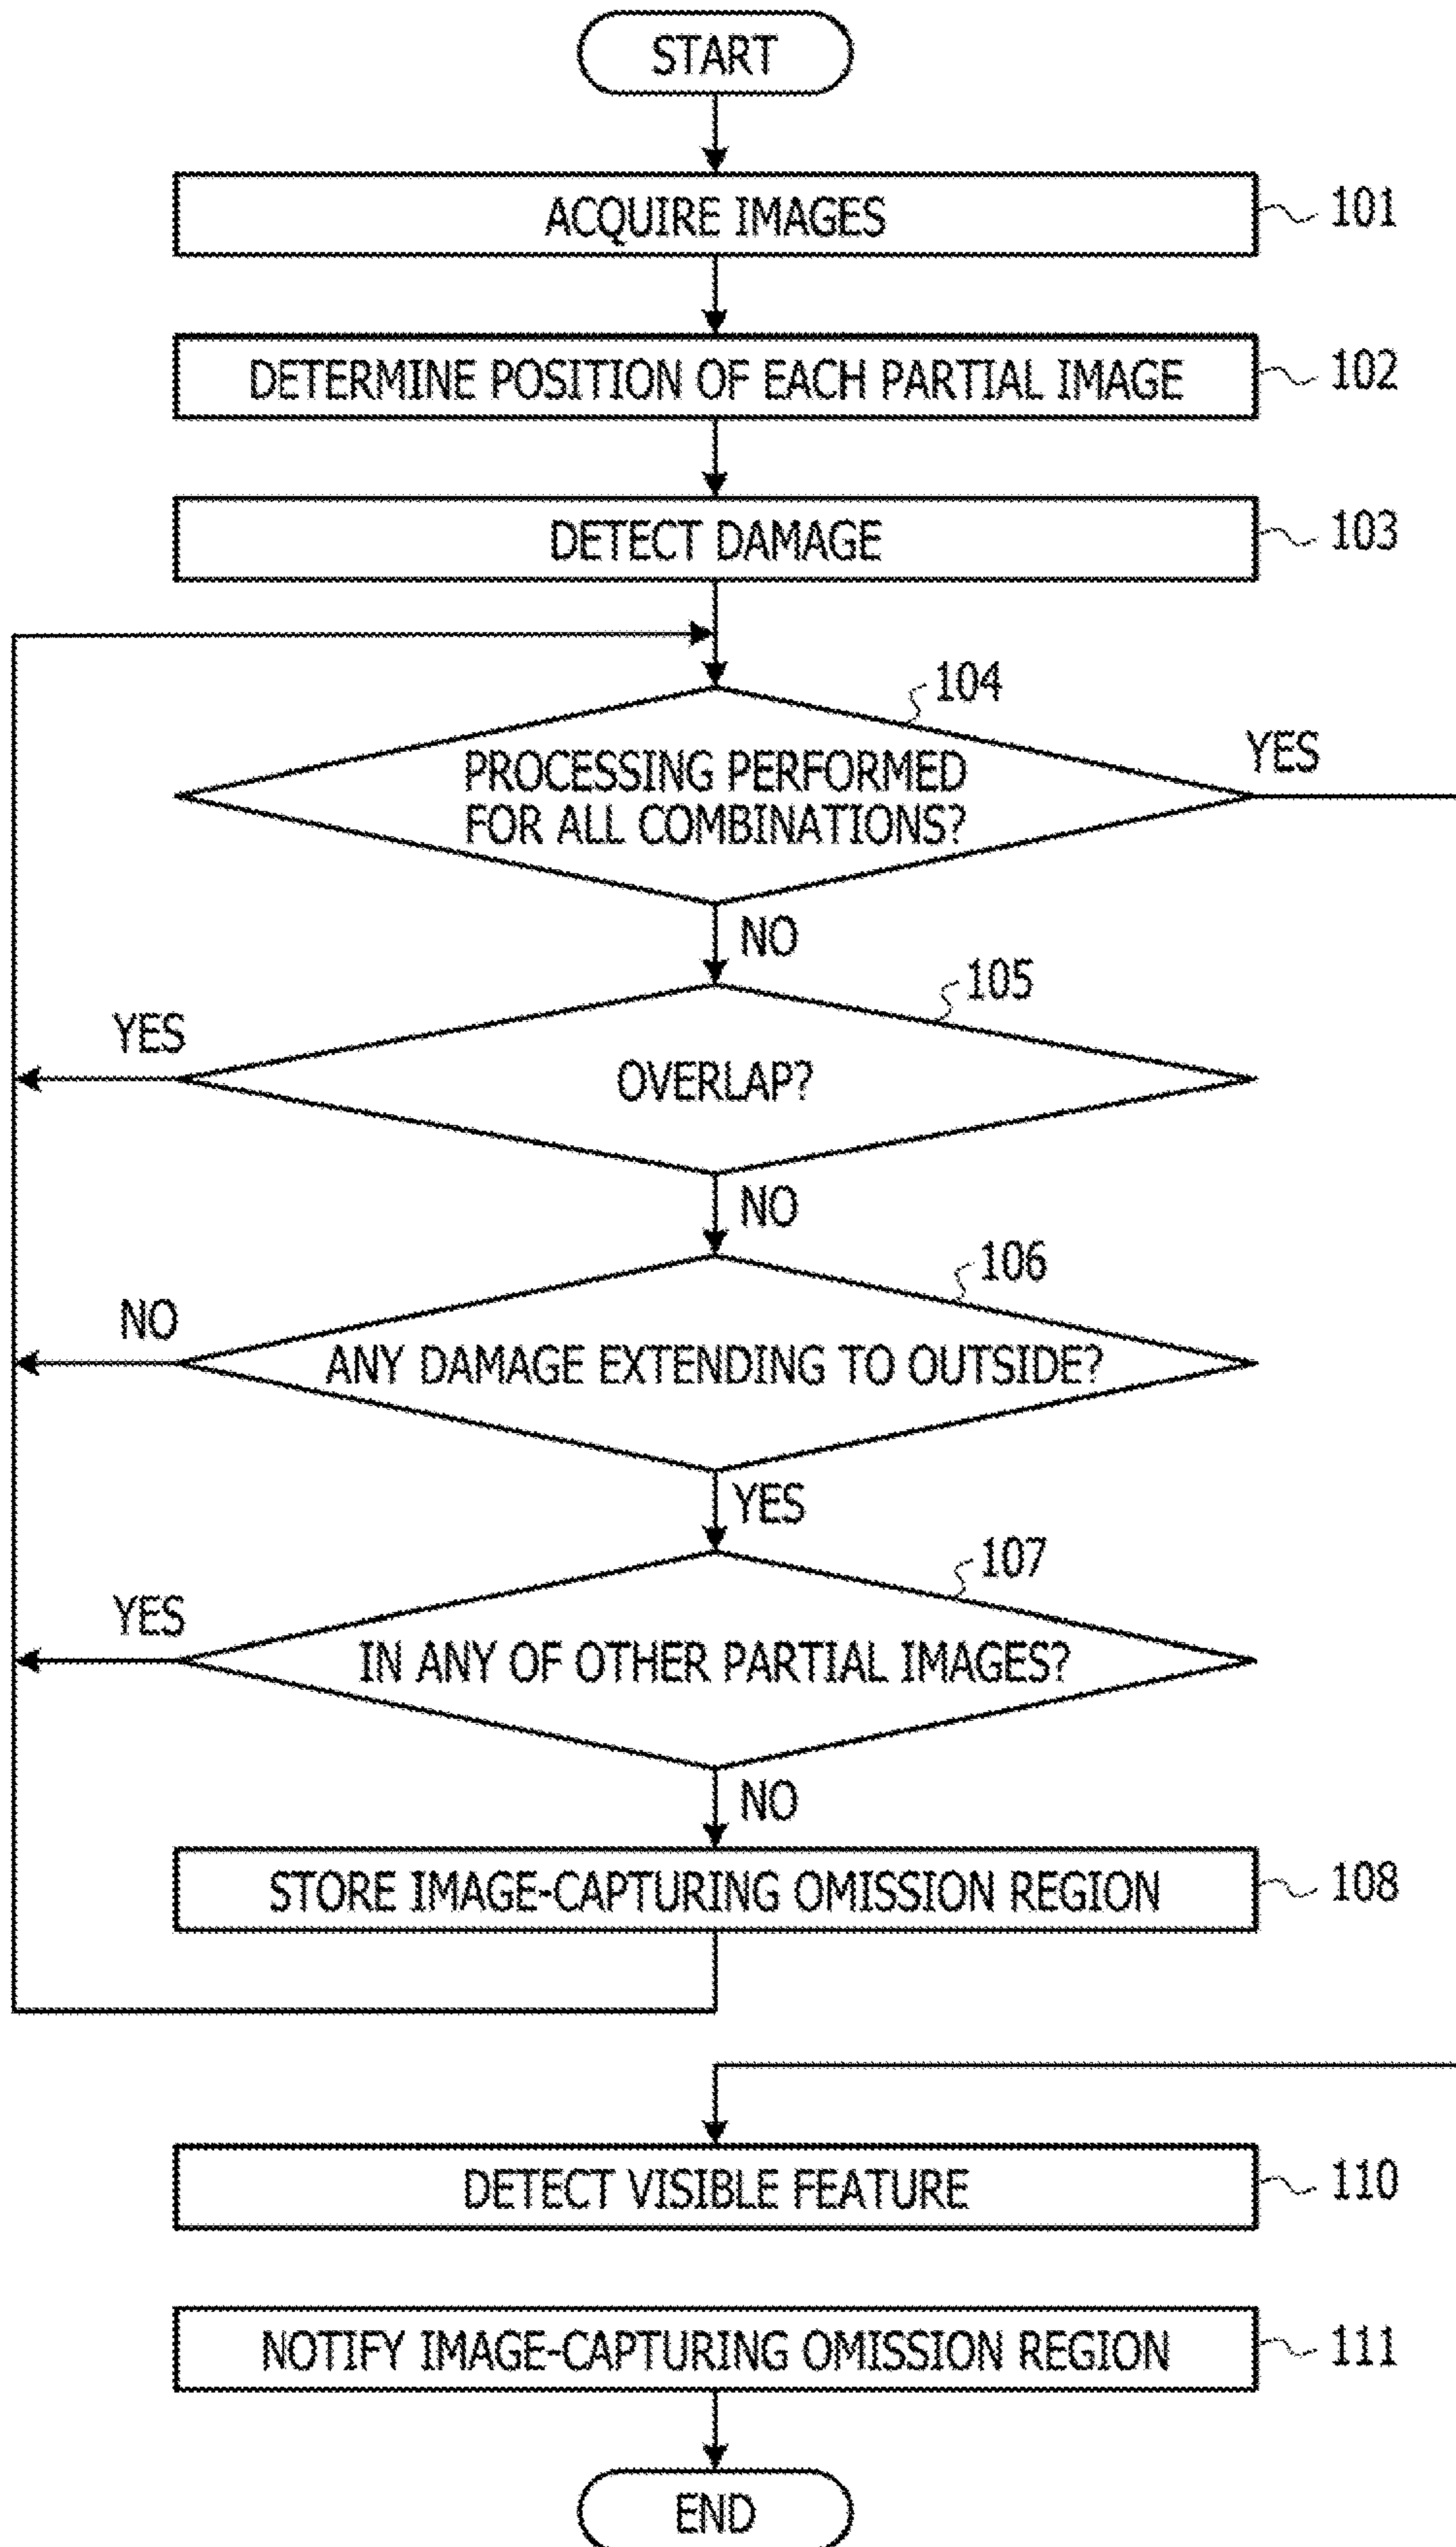 START
ACQUIRE IMAGES
101
DETERMINE POSITION OF EACH PARTIAL IMAGE
102
DETECT DAMAGE
103
104
PROCESSING PERFORMED
FOR ALL COMBINATIONS?
YES
NO
105
YES
OVERLAP?
NO
106
NO
ANY DAMAGE EXTENDING TO OUTSIDE?
YES
107
YES
IN ANY OF OTHER PARTIAL IMAGES?
NO
STORE IMAGE-CAPTURING OMISSION REGION
108
DETECT VISIBLE FEATURE
110
NOTIFY IMAGE-CAPTURING OMISSION REGION
111
END